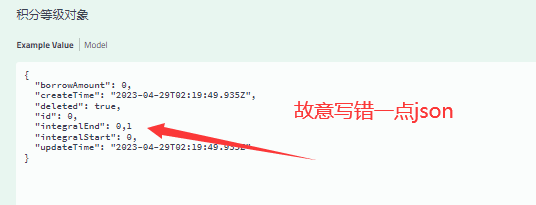 积分等级对象
Example Value | Model
{
  "borrowAmount": 0,
  "createTime": "2023-04-29T02:19:49.935Z",
  "deleted": true,
  "id": 0,
  "integralEnd": 0,1
  "integralStart": 0,
  "updateTime": "2023-04-29T02:19:49.935Z"
}
故意写错一点json